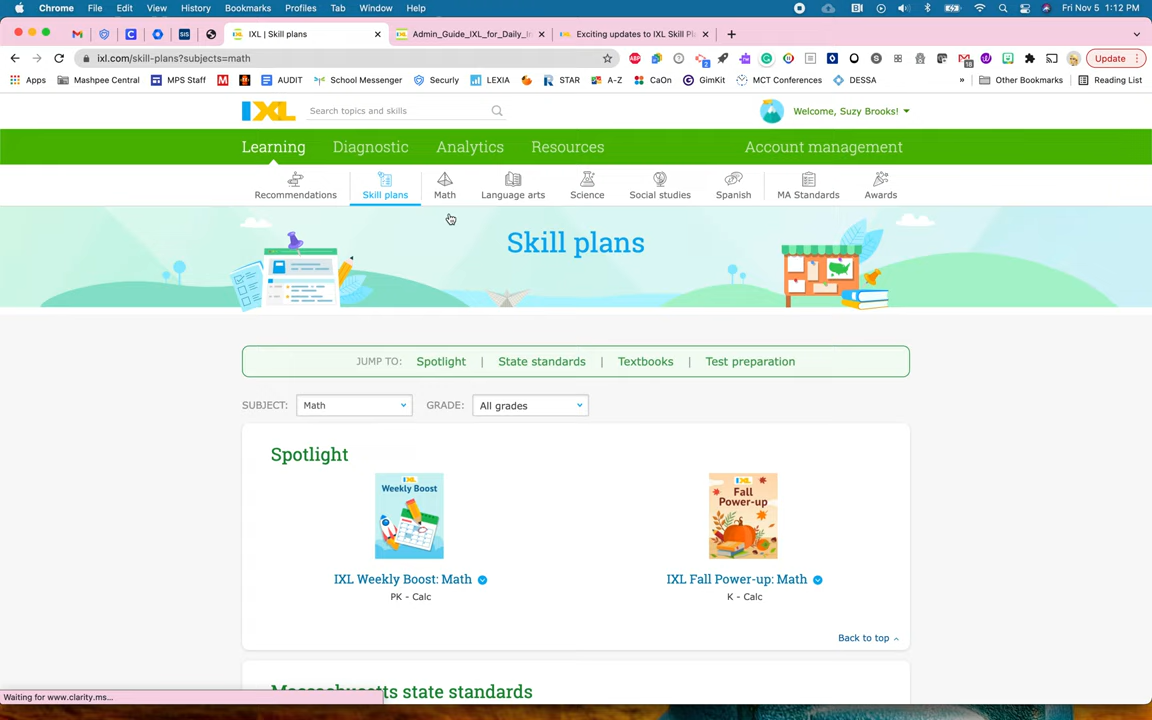 Chrome File Edit View History Bookmarks Profiles Tab Window Help Fri Nov 5 1:12 PM
IXL | Skill plans × Admin_Guide_IXL_for_Daily_In × Exciting updates to IXL Skill Pl × +
ixl.com/skill-plans?subjects=math Update
Apps Mashpee Central MPS Staff AUDIT School Messenger Securly LEXIA STAR A-Z CaOn GimKit MCT Conferences DESSA » Other Bookmarks Reading List
IXL Search topics and skills Welcome, Suzy Brooks!
Learning Diagnostic Analytics Resources Account management
Recommendations Skill plans Math Language arts Science Social studies Spanish MA Standards Awards
Skill plans
JUMP TO: Spotlight | State standards | Textbooks | Test preparation
SUBJECT: Math GRADE: All grades
Spotlight
IXL Weekly Boost
IXL Fall Power-up
IXL Weekly Boost: Math IXL Fall Power-up: Math
PK - Calc K - Calc
Back to top
Massachusetts state standards
Waiting for www.clarity.ms...